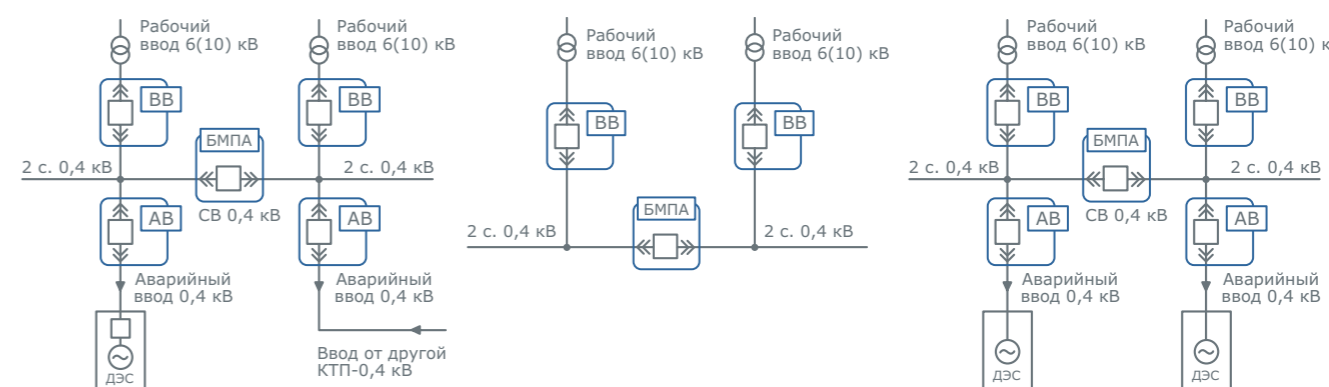 Рабочий
ввод 6(10) кВ
Рабочий
ввод 6(10) кВ
ВВ
ВВ
БМПА
2 с. 0,4 кВ
2 с. 0,4 кВ
СВ 0,4 кВ
АВ
АВ
Аварийный
ввод 0,4 кВ
Аварийный
ввод 0,4 кВ
ДЭС
Ввод от другой
КТП-0,4 кВ
Рабочий
ввод 6(10) кВ
Рабочий
ввод 6(10) кВ
ВВ
ВВ
БМПА
2 с. 0,4 кВ
2 с. 0,4 кВ
Рабочий
ввод 6(10) кВ
Рабочий
ввод 6(10) к
ВВ
ВВ
БМПА
2 с. 0,4 кВ
2 с. 0,4 кВ
СВ 0,4 кВ
АВ
АВ
Аварийный
ввод 0,4 кВ
Аварийный
ввод 0,4 кВ
ДЭС
ДЭС